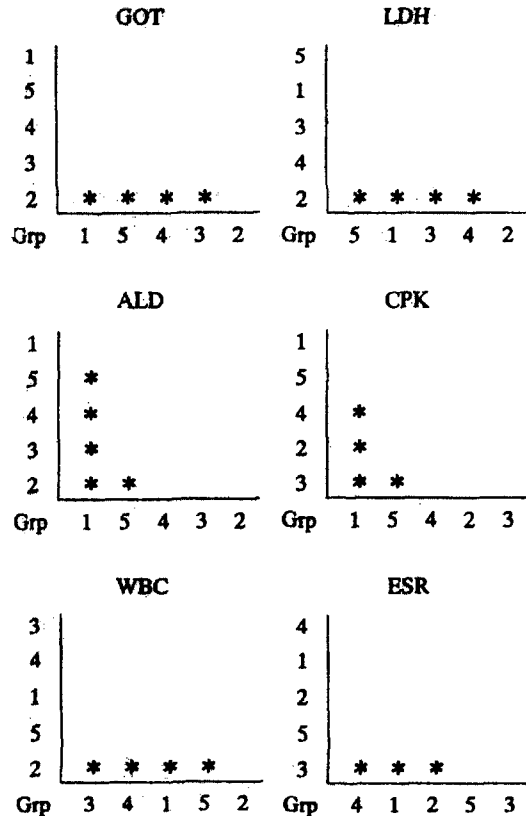 GOT LDH
1 5
5 1
4 3
3 4
2 * * * * 2 * * * *
Grp 1 5 4 3 2 Grp 5 1 3 4 2
ALD CPK
1 1
5 * 5
4 * 4 *
3 * 2 *
2 * * 3 * *
Grp 1 5 4 3 2 Grp 1 5 4 2 3
WBC ESR
3 4
4 1
1 2
5 5
2 * * * * 3 * * *
Grp 3 4 1 5 2 Grp 4 1 2 5 3